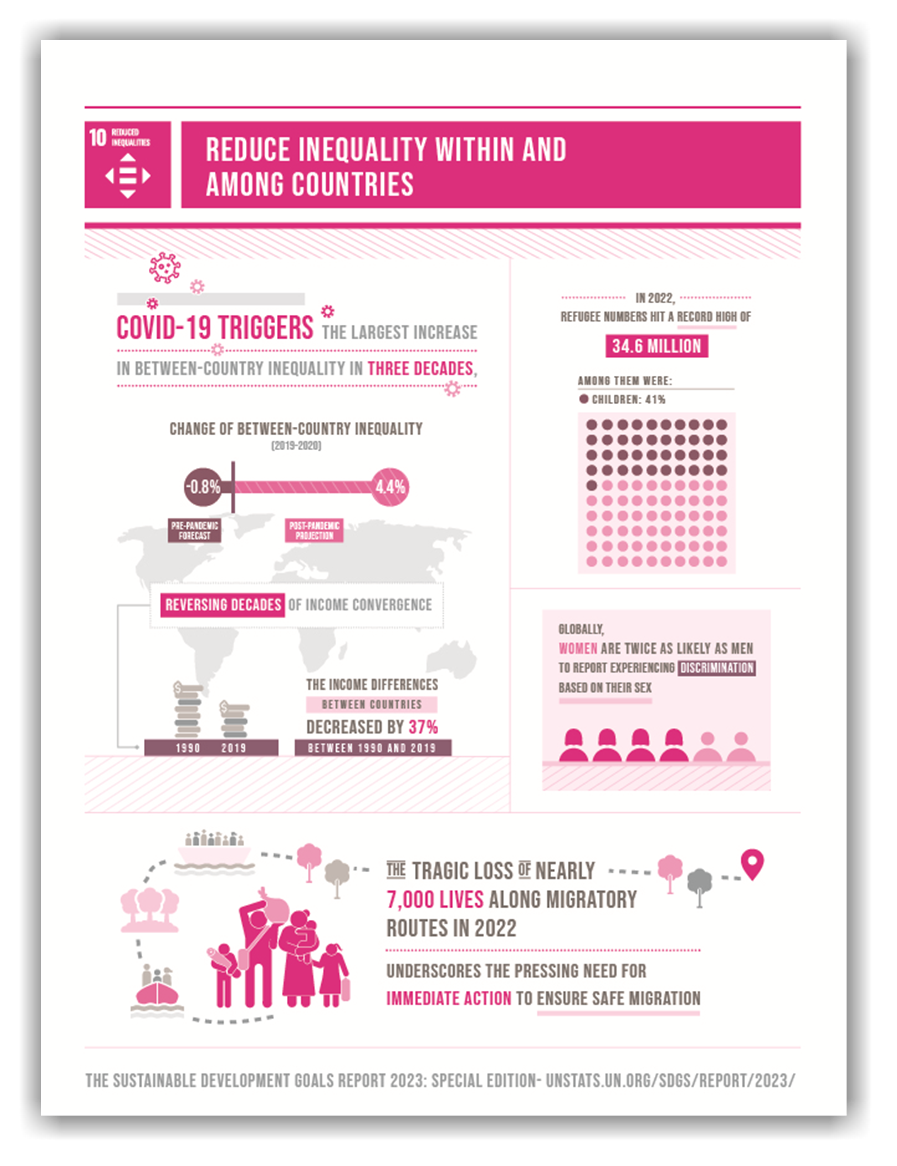 10 REDUCED
INEQUALITIES
REDUCE INEQUALITY WITHIN AND
AMONG COUNTRIES
COVID-19 TRIGGERS THE LARGEST INCREASE
IN BETWEEN-COUNTRY INEQUALITY IN THREE DECADES,
CHANGE OF BETWEEN-COUNTRY INEQUALITY
(2019-2020)
-0.8%
4.4%
PRE-PANDEMIC
FORECAST
POST-PANDEMIC
PROJECTION
REVERSING DECADES OF INCOME CONVERGENCE
$
$
1990 2019
THE INCOME DIFFERENCES
BETWEEN COUNTRIES
DECREASED BY 37%
BETWEEN 1990 AND 2019
IN 2022,
REFUGEE NUMBERS HIT A RECORD HIGH OF
34.6 MILLION
AMONG THEM WERE:
CHILDREN: 41%
GLOBALLY,
WOMEN ARE TWICE AS LIKELY AS MEN
TO REPORT EXPERIENCING DISCRIMINATION
BASED ON THEIR SEX
THE TRAGIC LOSS OF NEARLY
7,000 LIVES ALONG MIGRATORY
ROUTES IN 2022
UNDERSCORES THE PRESSING NEED FOR
IMMEDIATE ACTION TO ENSURE SAFE MIGRATION
THE SUSTAINABLE DEVELOPMENT GOALS REPORT 2023: SPECIAL EDITION- UNSTATS.UN.ORG/SDGS/REPORT/2023/